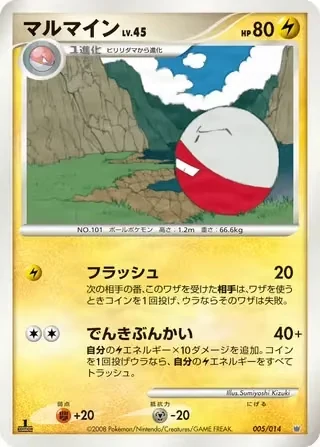 マルマイン LV.45 HP 80
1進化 ビリリダマから進化
NO.101 ボールポケモン 高さ:1.2m 重さ:66.6kg
フラッシュ 20
次の相手の番、このワザを受けた相手は、ワザを使
うときコインを1回投げ、ウラならそのワザは失敗。
でんきぶんかい 40+
自分のエネルギー×10ダメージを追加。コイ
ンを1回投げウラなら、自分のエネルギーをすべて
トラッシュ。
Illus.Sumiyoshi Kizuki
弱点 抵抗力 にげる
+20 -20
1 EDITION
©2008 Pokémon/Nintendo/Creatures/GAME FREAK. 005/014